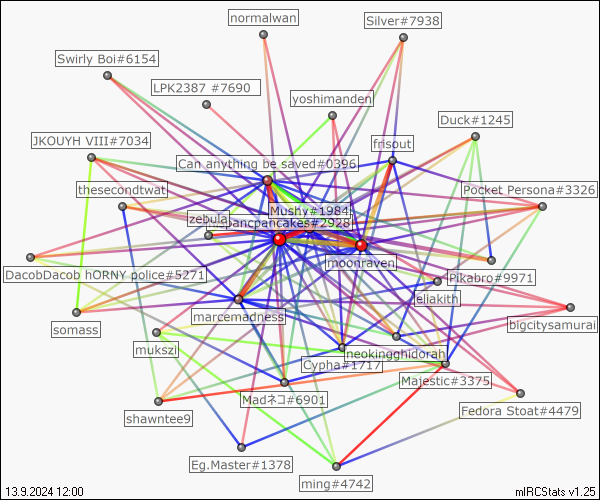 normalwan
Silver#7938
Swirly Boi#6154
LPK2387 #7690
yoshimanden
Duck#1245
JKOUYH VIII#7034
frisout
Can anything be saved#0396
thesecondtwat
Pocket Persona#3326
Mushy#1984
zebula
pancpancakes#2928
moonraven
DacobDacob hORNY police#5271
Pikabro#9971
eliakith
somass
marcemadness
bigcitysamurai
mukszi
neokingghidorah
Cypha#1717
Majestic#3375
Madネコ#6901
shawntee9
Fedora Stoat#4479
Eg.Master#1378
ming#4742
13.9.2024 12:00
mIRCStats v1.25